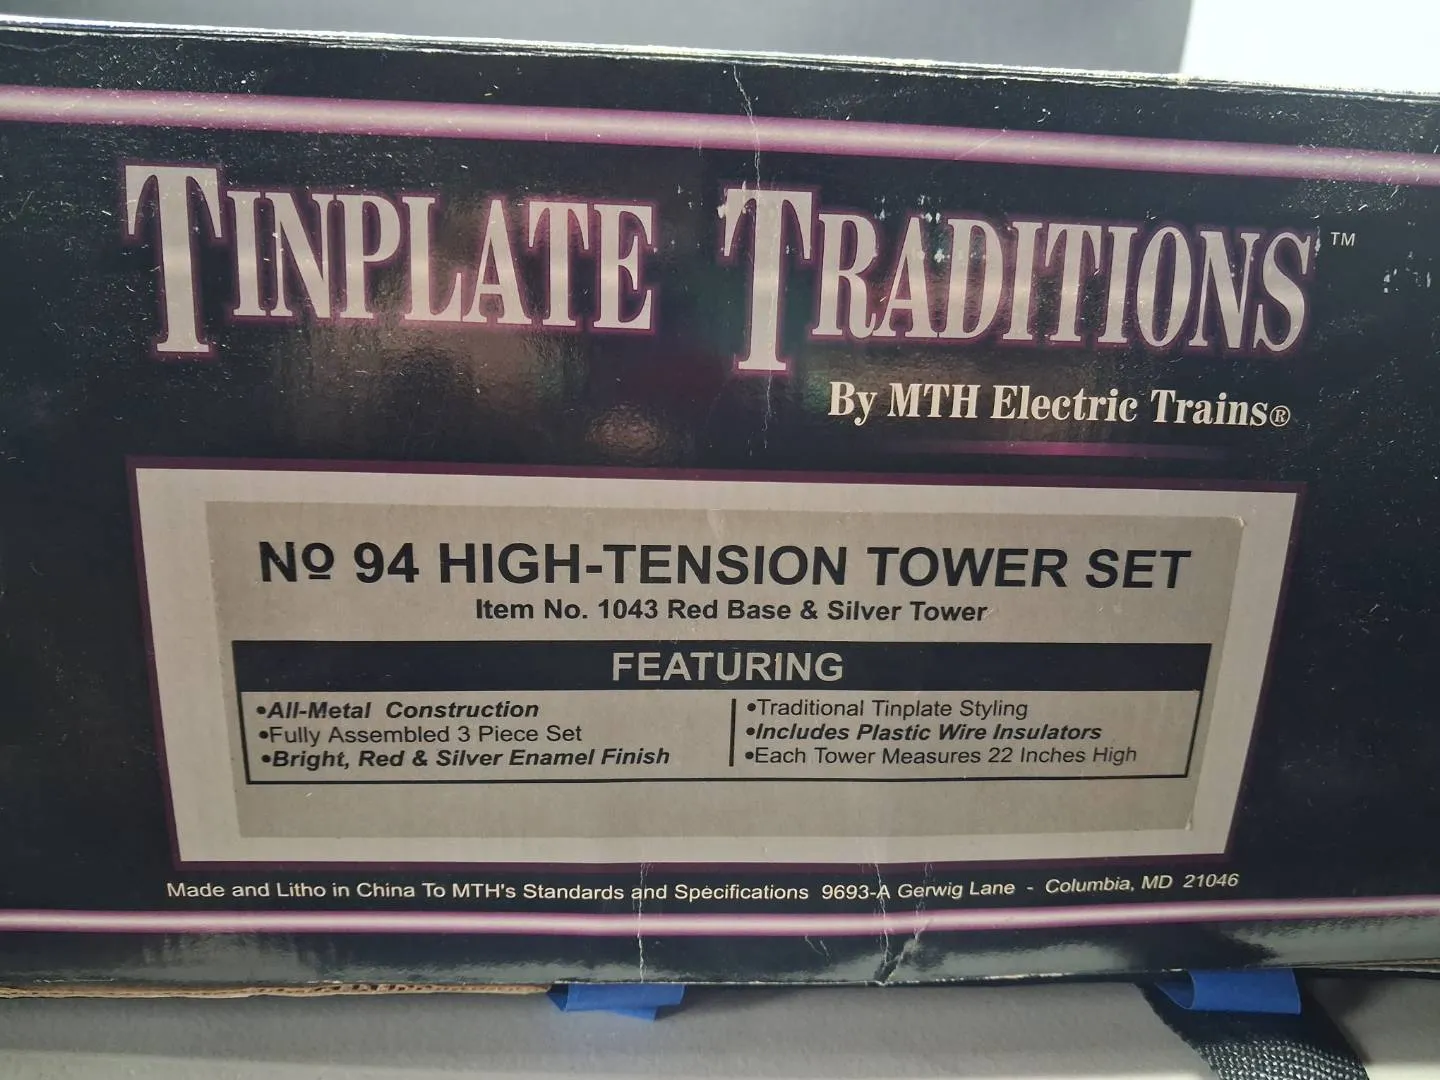 TINPLATE TRADITIONS™
By MTH Electric Trains®
Nº 94 HIGH-TENSION TOWER SET
Item No. 1043 Red Base & Silver Tower
FEATURING
•All-Metal Construction
•Fully Assembled 3 Piece Set
•Bright, Red & Silver Enamel Finish
•Traditional Tinplate Styling
•Includes Plastic Wire Insulators
•Each Tower Measures 22 Inches High
Made and Litho in China To MTH's Standards and Specifications 9693-A Gerwig Lane - Columbia, MD 21046